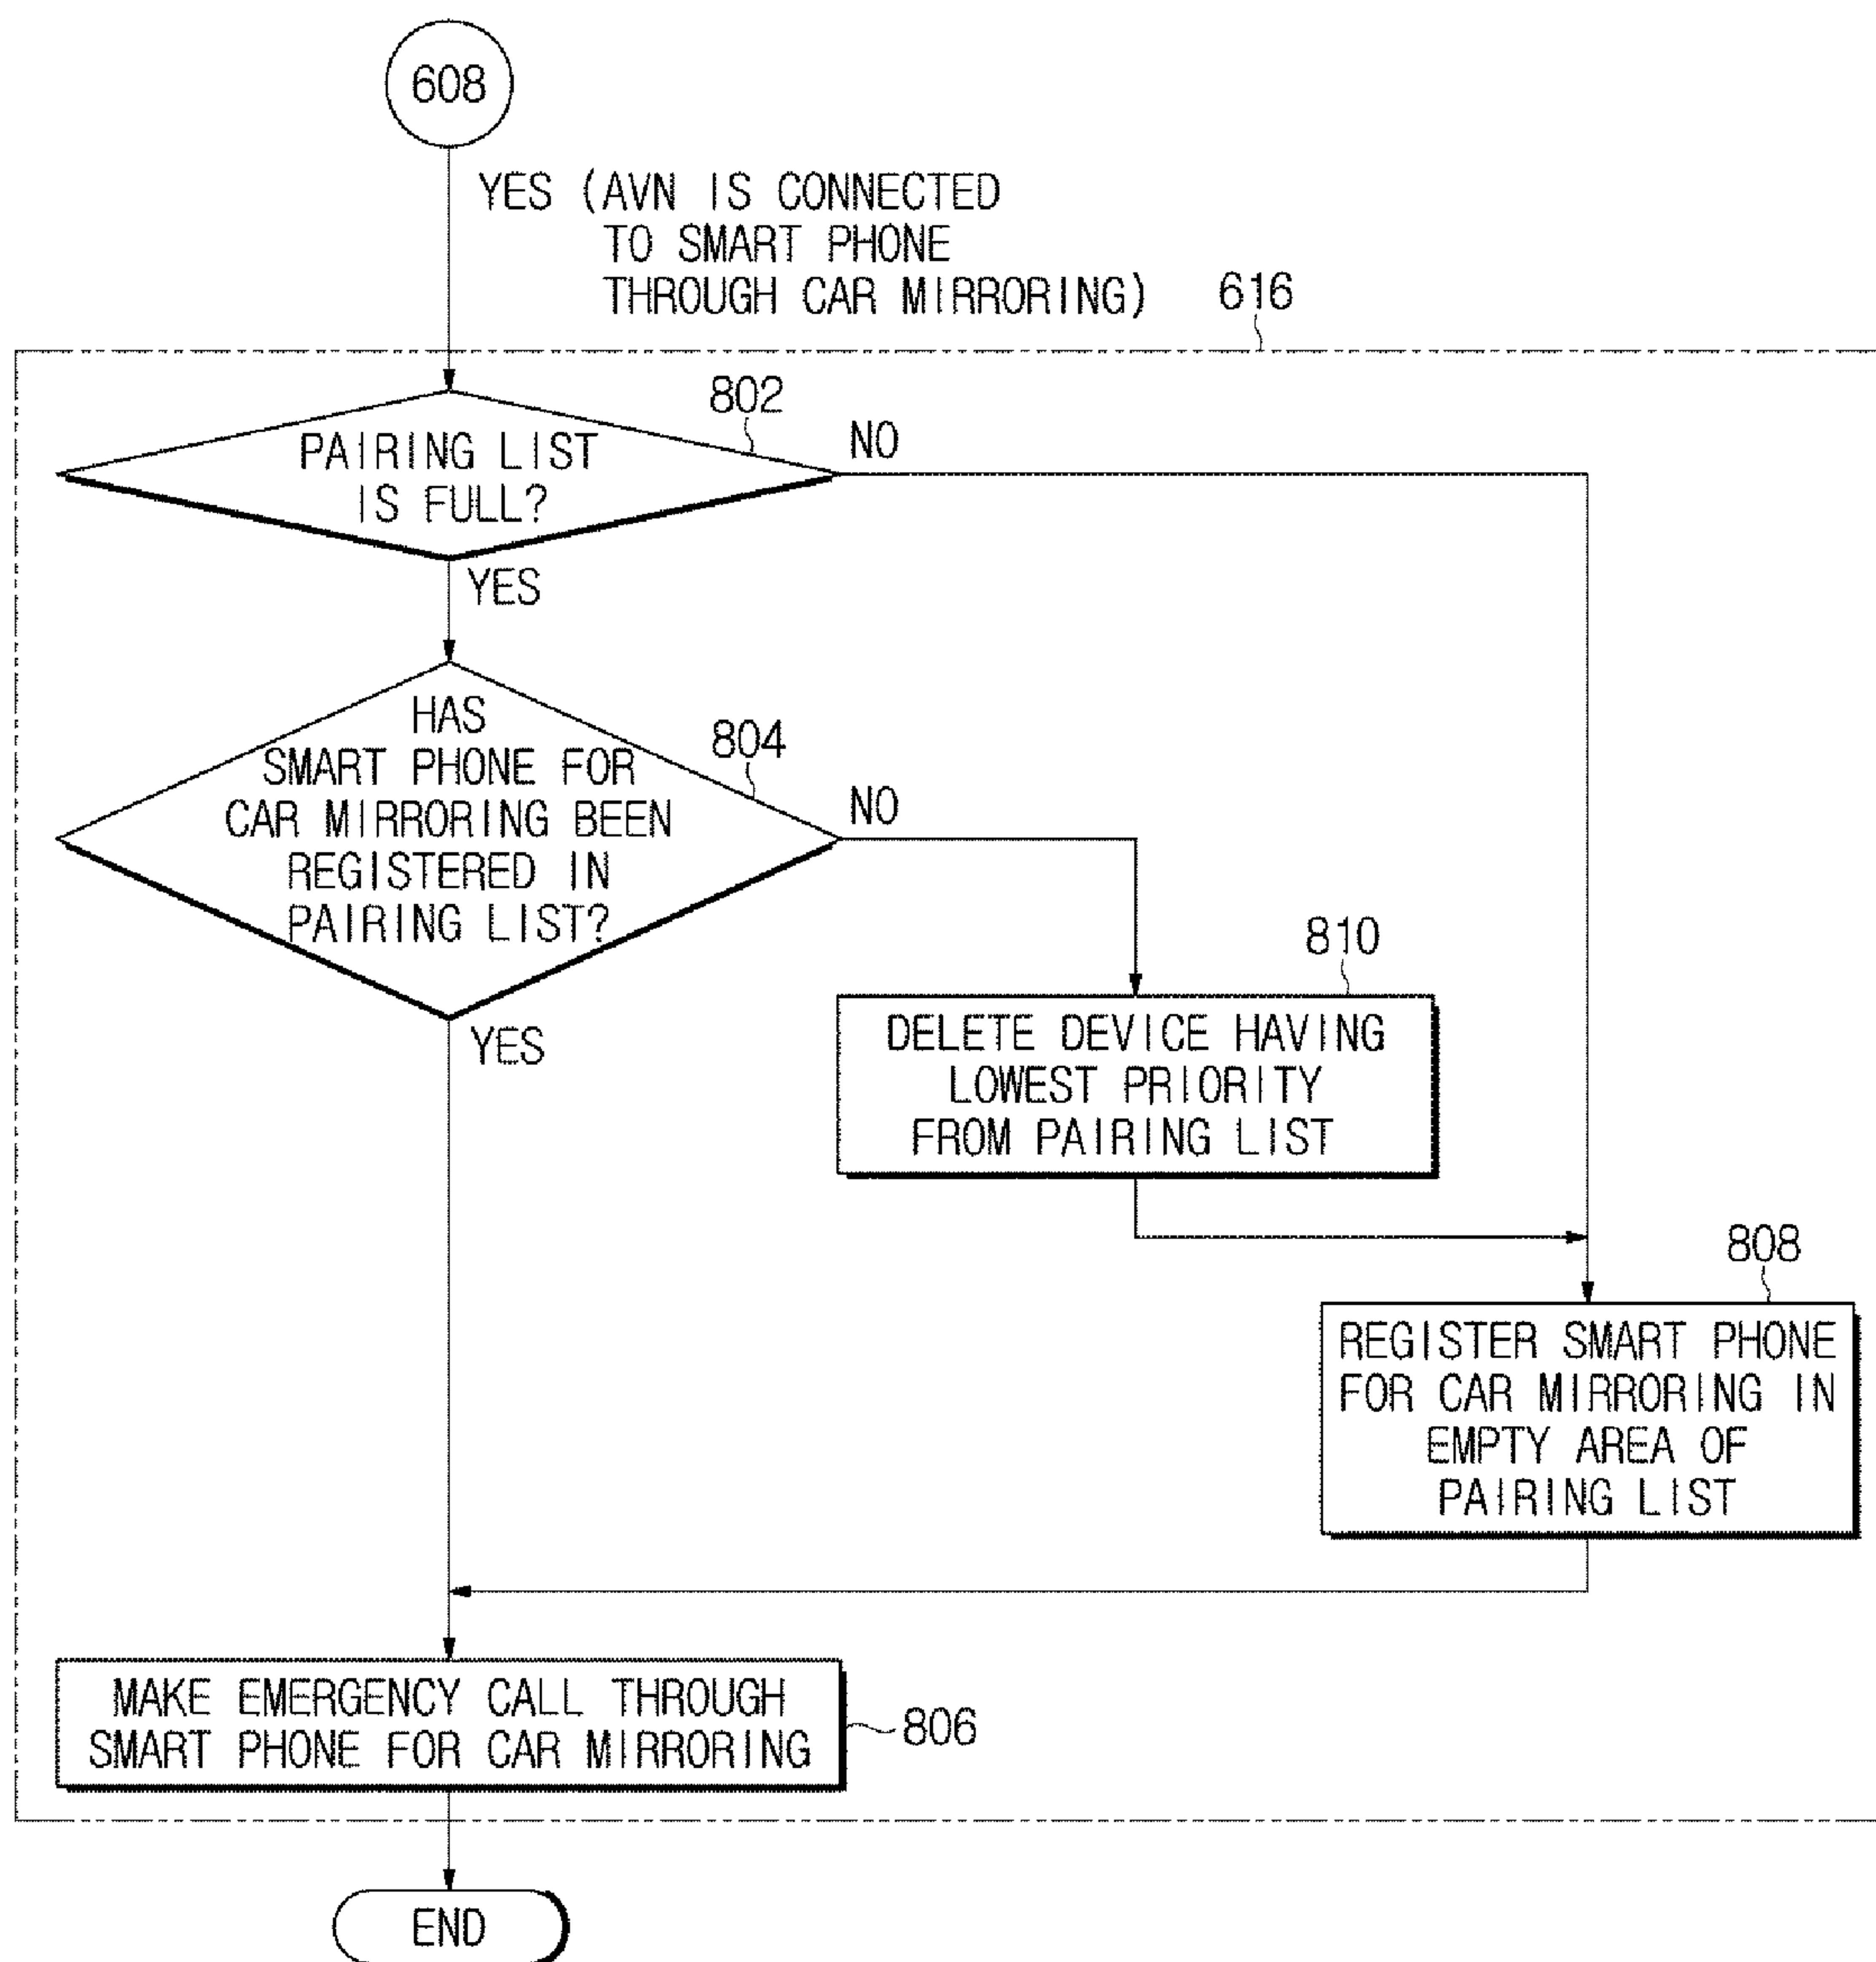 608
YES (AVN IS CONNECTED
TO SMART PHONE
THROUGH CAR MIRRORING)
616
802
PAIRING LIST
IS FULL?
NO
YES
HAS
SMART PHONE FOR
CAR MIRRORING BEEN
REGISTERED IN
PAIRING LIST?
804
NO
YES
810
DELETE DEVICE HAVING
LOWEST PRIORITY
FROM PAIRING LIST
808
REGISTER SMART PHONE
FOR CAR MIRRORING IN
EMPTY AREA OF
PAIRING LIST
MAKE EMERGENCY CALL THROUGH
SMART PHONE FOR CAR MIRRORING
806
END